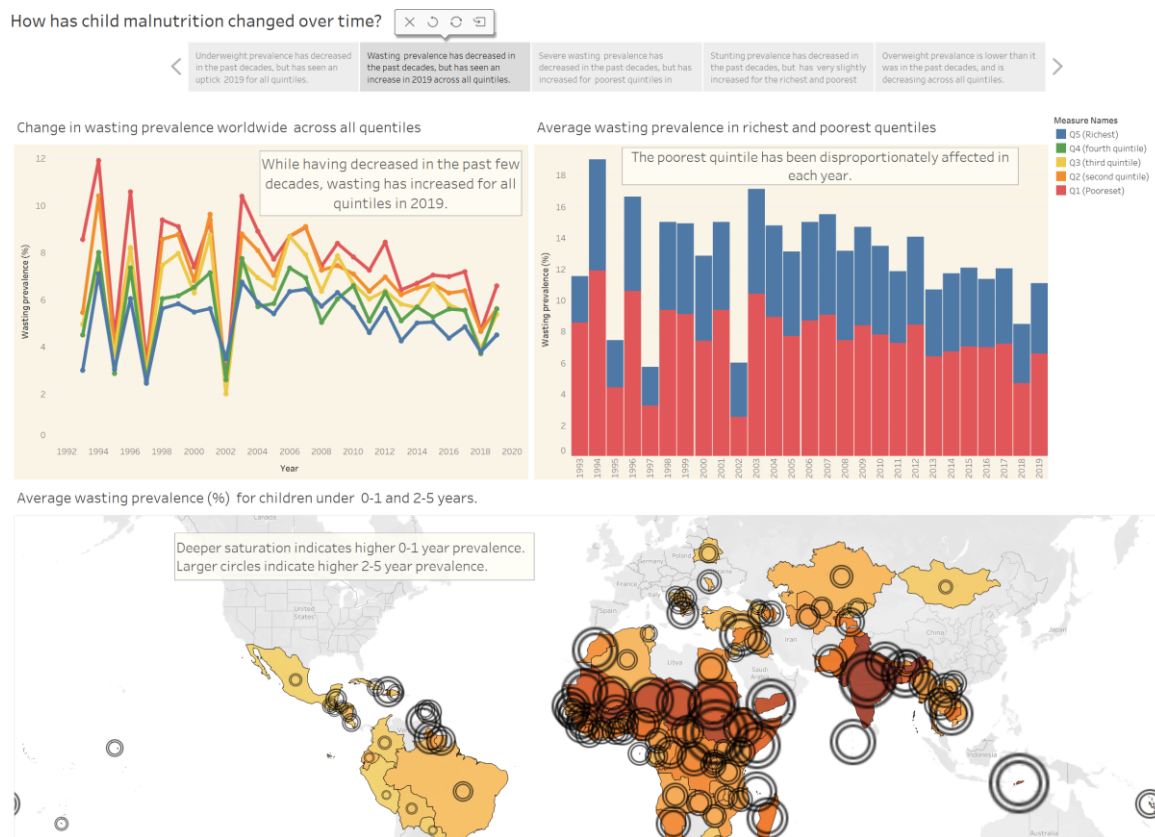 How has child malnutrition changed over time?
Underweight prevalence has decreased
in the past decades, but has seen an
uptick 2019 for all quintiles.
Wasting prevalence has decreased in
the past decades, but has seen an
increase in 2019 across all quintiles.
Severe wasting prevalence has
decreased in the past decades, but has
increased for poorest quintiles in
Stunting prevalence has decreased in
the past decades, but has very slightly
increased for the richest and poorest
Overweight prevalance is lower than it
was in the past decades, and is
decreasing across all quintiles.
Change in wasting prevalence worldwide across all quentiles
While having decreased in the past few
decades, wasting has increased for all
quintiles in 2019.
Wasting prevalence (%)
12
10
8
6
4
2
0
1992 1994 1996 1998 2000 2002 2004 2006 2008 2010 2012 2014 2016 2018 2020
Year
Average wasting prevalence in richest and poorest quentiles
The poorest quintile has been disproportionately affected in
each year.
Wasting prevalence (%)
18
16
14
12
10
8
6
4
2
0
1993 1994 1995 1996 1997 1998 1999 2000 2001 2002 2003 2004 2005 2006 2007 2008 2009 2010 2011 2012 2013 2014 2015 2016 2017 2018 2019
Measure Names
Q5 (Richest)
Q4 (fourth quintile)
Q3 (third quintile)
Q2 (second quintile)
Q1 (Pooreset)
Average wasting prevalence (%) for children under 0-1 and 2-5 years.
Deeper saturation indicates higher 0-1 year prevalence.
Larger circles indicate higher 2-5 year prevalence.
Canada
United
States
Poland
Germany
France
Italy
Spain
Libya
Saudi
Arabia
Iran
China
Japan
Indonesia
Australia